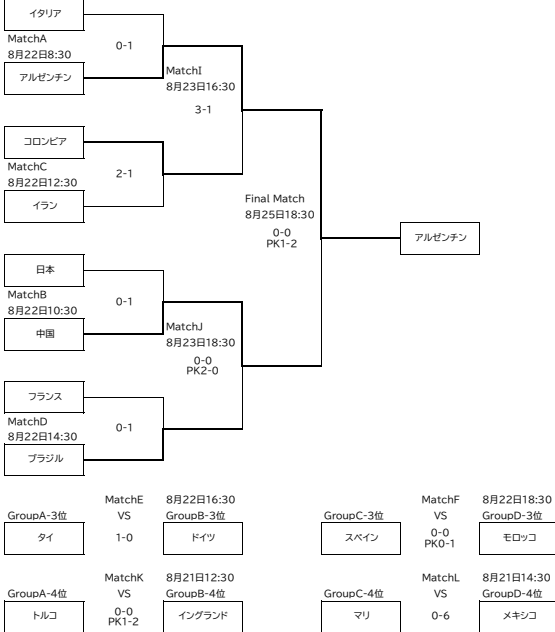 イタリア
MatchA
8月22日8:30
0-1
アルゼンチン
MatchI
8月23日16:30
3-1
コロンビア
MatchC
8月22日12:30
2-1
イラン
Final Match
8月25日18:30
0-0
PK1-2
アルゼンチン
日本
MatchB
8月22日10:30
0-1
中国
MatchJ
8月23日18:30
0-0
PK2-0
フランス
MatchD
8月22日14:30
0-1
ブラジル
MatchE 8月22日16:30
GroupA-3位 VS GroupB-3位
タイ 1-0 ドイツ
MatchF 8月22日18:30
GroupC-3位 VS GroupD-3位
スペイン 0-0 モロッコ
PK0-1
MatchK 8月21日12:30
GroupA-4位 VS GroupB-4位
トルコ 0-0 イングランド
PK1-2
MatchL 8月21日14:30
GroupC-4位 VS GroupD-4位
マリ 0-6 メキシコ